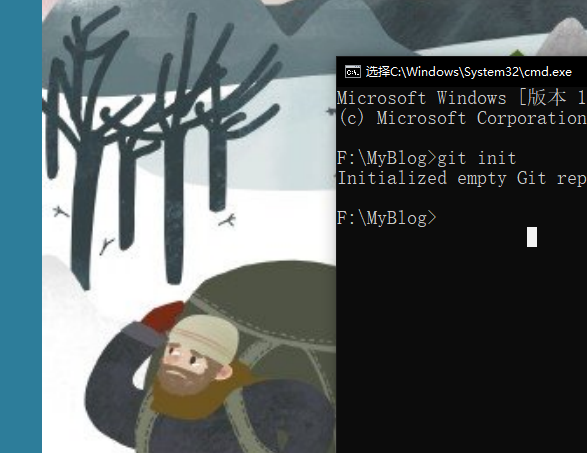 选择C:\Windows\System32\cmd.exe
Microsoft Windows [版本 1
(c) Microsoft Corporation
F:\MyBlog>git init
Initialized empty Git rep
F:\MyBlog>